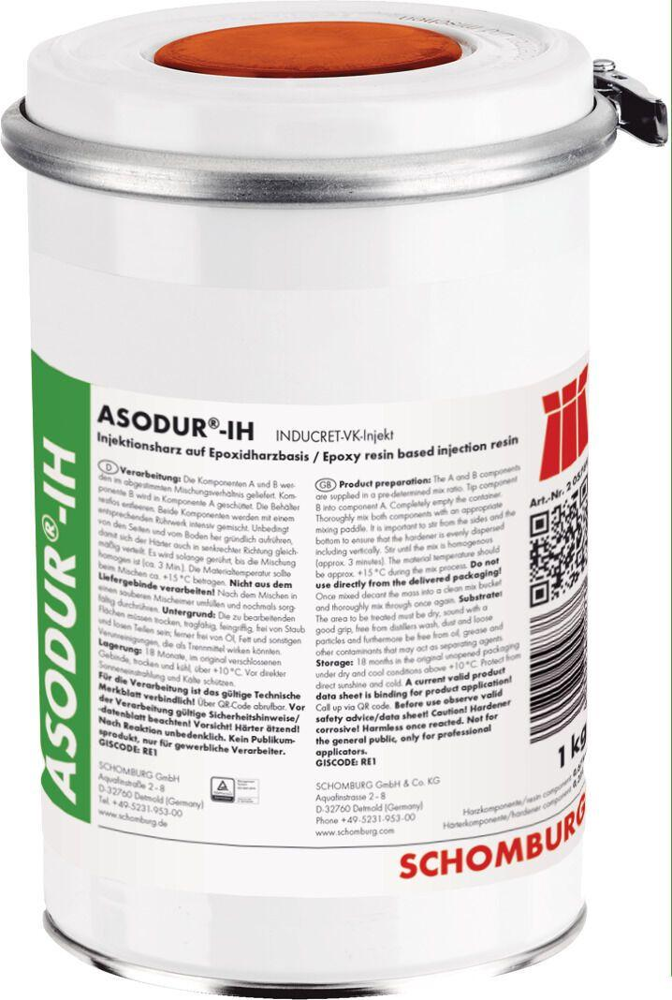 ASODUR®-IH
ASODUR®-IH INDUCRET-VK-Injekt
Injektionsharz auf Epoxidharzbasis / Epoxy resin based injection resin
D Verarbeitung: Die Komponenten A und B wer-
den im abgestimmten Mischungsverhältnis geliefert. Kom-
ponente B wird in Komponente A geschüttet. Die Behälter
restlos entleeren. Beide Komponenten werden mit einem
entsprechenden Rührwerk intensiv gemischt. Unbedingt
von den Seiten und vom Boden her gründlich aufrühren,
damit sich der Härter auch in senkrechter Richtung gleich-
mäßig verteilt. Es wird solange gerührt, bis die Mischung
homogen ist (ca. 3 Min.). Die Materialtemperatur sollte
beim Mischen ca. +15 °C betragen. Nicht aus dem
Liefergebinde verarbeiten! Nach dem Mischen in
einen sauberen Mischeimer umfüllen und nochmals sorg-
fältig durchrühren. Untergrund: Die zu bearbeitenden
Flächen müssen trocken, tragfähig, feingriffig, frei von Staub
und losen Teilen sein; ferner frei von Öl, Fett und sonstigen
Verunreinigungen, die als Trennmittel wirken könnten.
Lagerung: 18 Monate, im original verschlossenen
Gebinde, trocken und kühl, über +10 °C. Vor direkter
Sonneneinstrahlung und Kälte schützen.
Für die Verarbeitung ist das gültige Technische
Merkblatt verbindlich! Über QR-Code abrufbar. Vor
der Verarbeitung gültige Sicherheitshinweise/
-datenblatt beachten! Vorsicht! Härter ätzend!
Nach Reaktion unbedenklich. Kein Publikum-
sprodukt, nur für gewerbliche Verarbeiter.
GISCODE: RE1
SCHOMBURG GmbH
Aquafinstraße 2 - 8
D-32760 Detmold (Germany)
Tel. +49-5231-953-00
www.schomburg.de
GB Product preparation: The A and B components
are supplied in a pre-determined mix ratio. Tip component
B into component A. Completely empty the container.
Thoroughly mix both components with an appropriate
mixing paddle. It is important to stir from the sides and the
bottom to ensure that the hardener is evenly dispersed
including vertically. Stir until the mix is homogenous
(approx. 3 minutes). The material temperature should
be approx. +15 °C during the mix process. Do not
use directly from the delivered packaging!
Once mixed decant the mass into a clean mix bucket
and thoroughly mix through once again. Substrate:
The area to be treated must be dry, sound with a
good grip, free from distillers wash, dust and loose
particles and furthermore be free from oil, grease and
other contaminants that may act as separating agents.
Storage: 18 months in the original unopened packaging
under dry and cool conditions above +10 °C. Protect from
direct sunshine and cold. A current valid product
data sheet is binding for product application!
Call up via QR code. Before use observe valid
safety advice/data sheet! Caution! Hardener
corrosive! Harmless once reacted. Not for
the general public, only for professional
applicators.
GISCODE: RE1
SCHOMBURG GmbH & Co. KG
Aquafinstrasse 2 - 8
D-32760 Detmold (Germany)
Phone +49-5231-953-00
www.schomburg.com
Art.-Nr.
1 kg
Harzkomponente/resin component
Härterkomponente/hardener component
SCHOMBURG